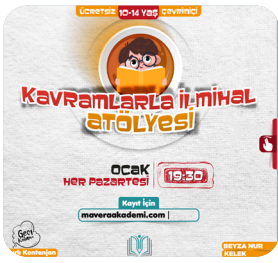 ÜCRETSİZ 10-14 YAŞ ÇEVRİMİÇİ
KAVRAMLARLA İLMİHAL
ATÖLYESİ
OCAK
HER PAZARTESİ
19:30
Kayıt İçin
maveraakademi.com
Genç
Kontenjan
BEYZA NUR
KELEK